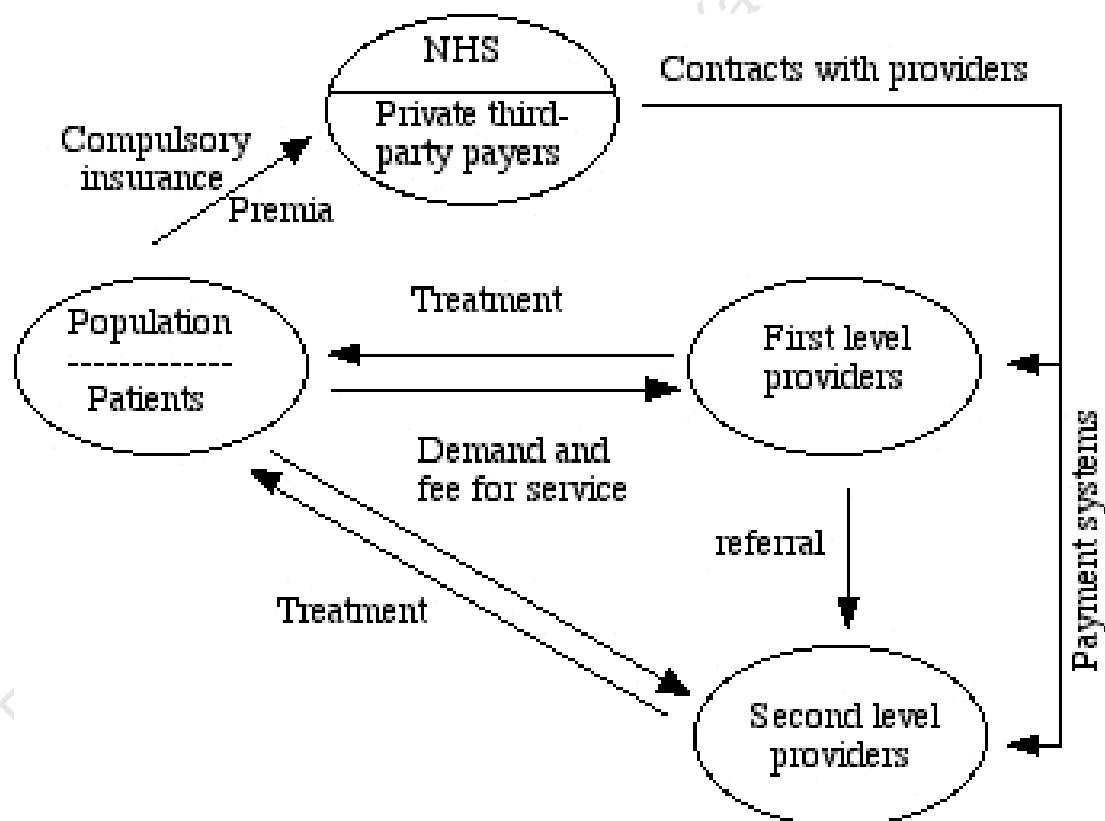 NHS
Private third-
party payers
Contracts with providers
Compulsory
insurance
Premia
Population
Patients
Treatment
First level
providers
Demand and
fee for service
referral
Treatment
Second level
providers
Payment systems